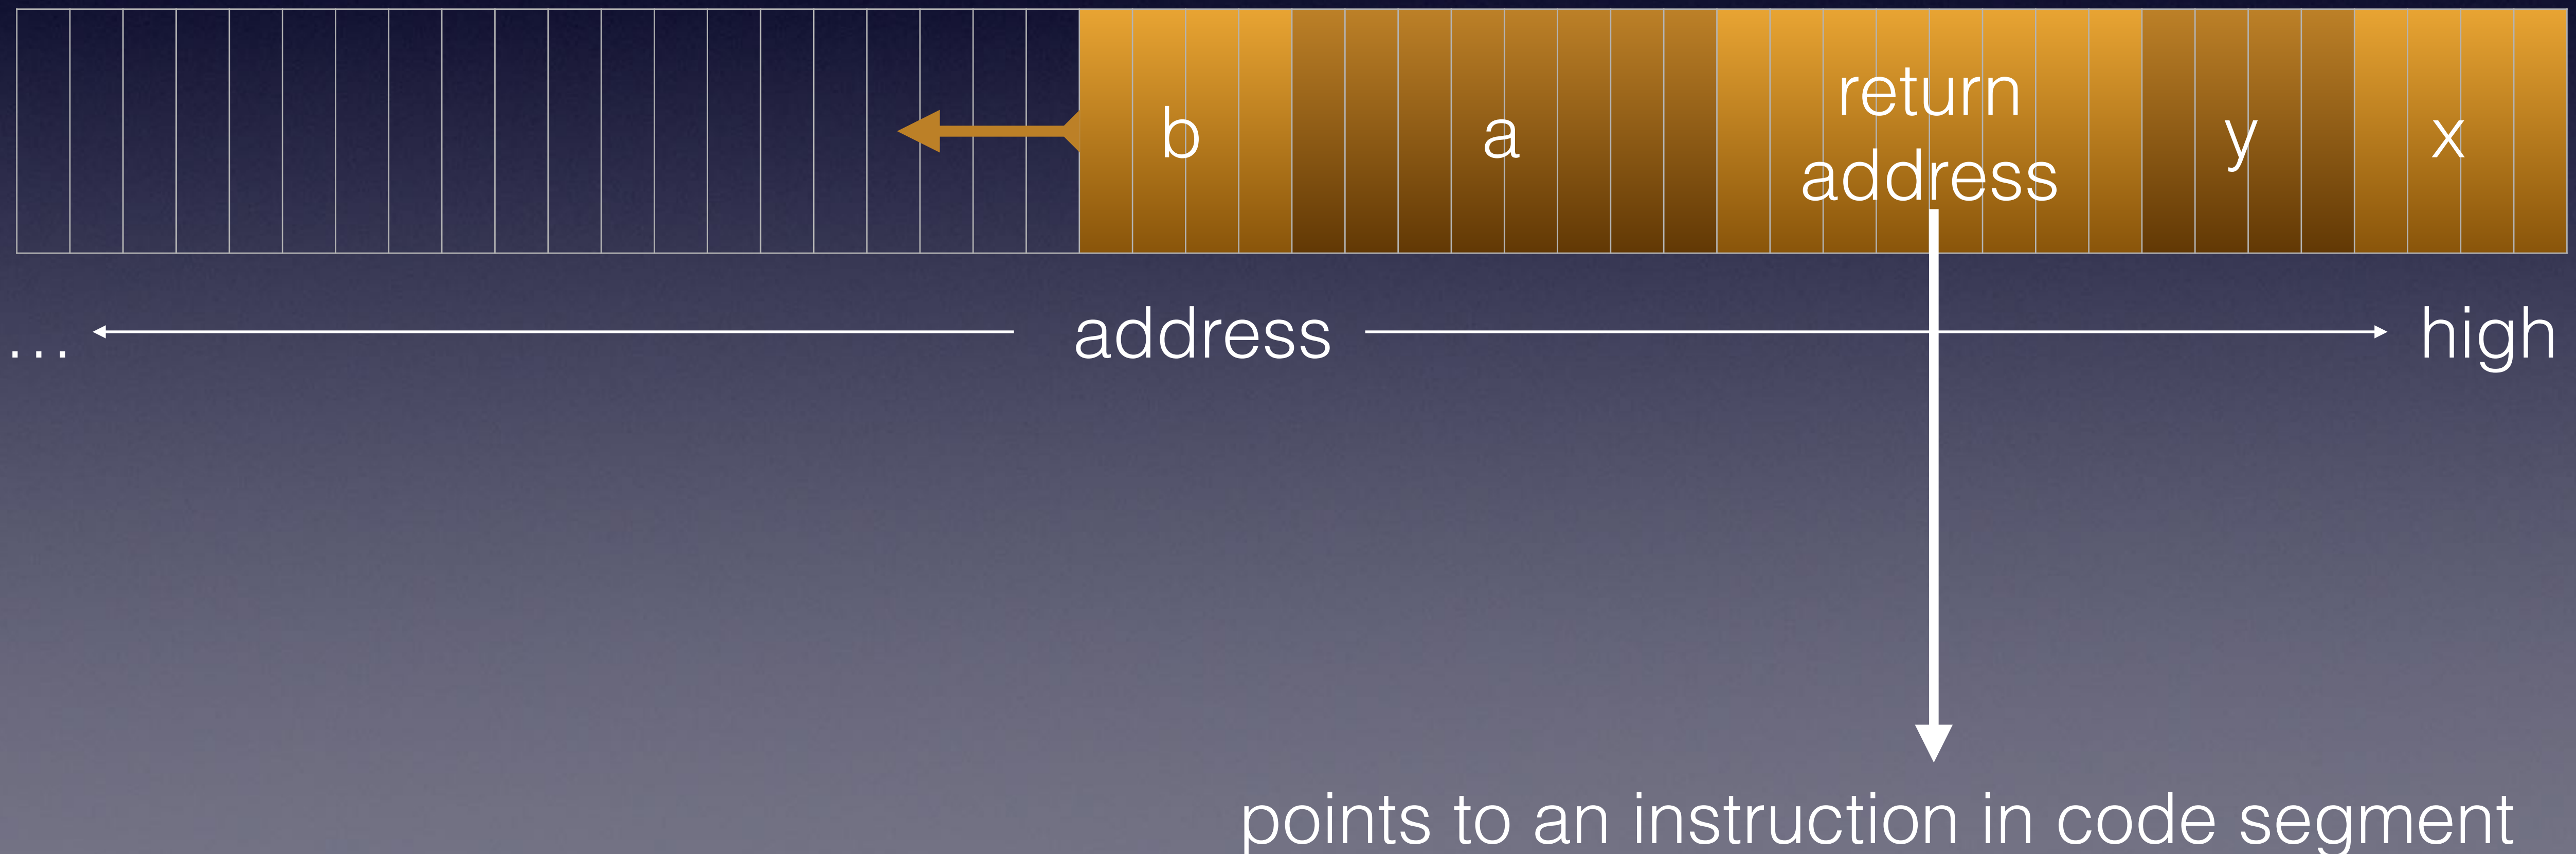 b
a
return
address
y
x
...
address
high
points to an instruction in code segment